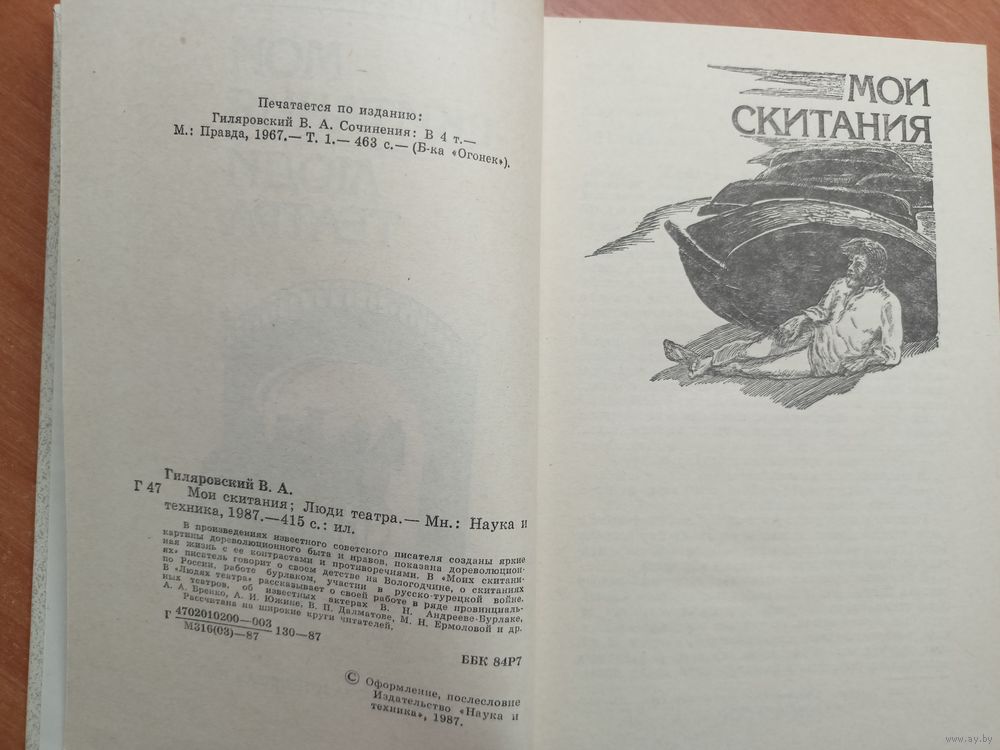 Печатается по изданию:
Гиляровский В. А. Сочинения: В 4 т.—
М.: Правда, 1967.— Т. 1.— 463 с.— (Б-ка «Огонек»).
Гиляровский В. А.
Г 47 Мои скитания; Люди театра.— Мн.: Наука и
техника, 1987.—415 с.: ил.
В произведениях известного советского писателя созданы яркие
картины дореволюционного быта и нравов, показана дореволюцион-
ная жизнь с ее контрастами и противоречиями. В «Моих скитани-
ях» писатель говорит о своем детстве на Вологодчине, о скитаниях
по России, работе бурлаком, участии в русско-турецкой войне.
В «Людях театра» рассказывает о своей работе в ряде провинциаль-
ных театров, об известных актерах В. Н. Андрееве-Бурлаке,
А. А. Бренко, А. И. Южине, В. П. Далматове, М. Н. Ермоловой и др.
Рассчитана на широкие круги читателей.
Г 4702010200—003
М316(03)—87 130—87
ББК 84Р7
© Оформление, послесловие
Издательство «Наука и
техника», 1987.
МОИ
СКИТАНИЯ
www.ay.by